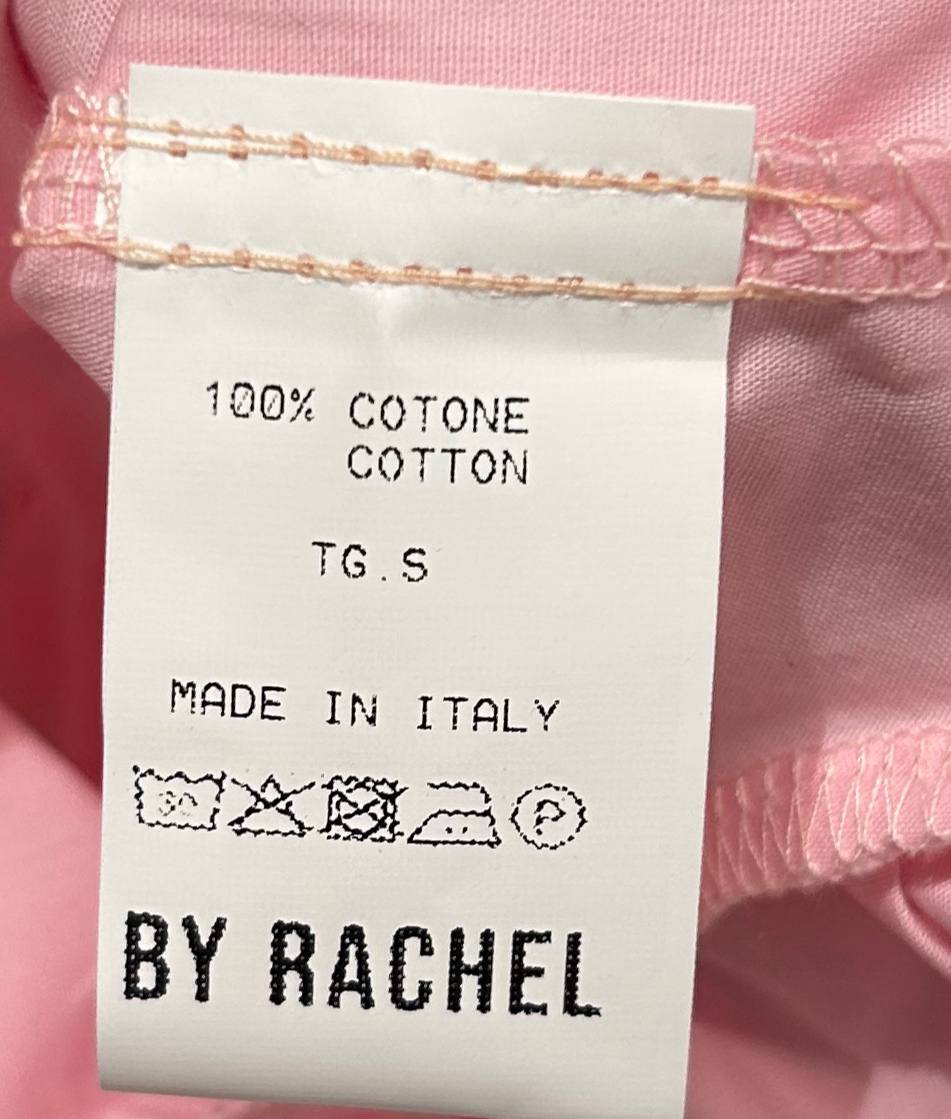 100% COTONE
COTTON
TG.S
MADE IN ITALY
P
BY RACHEL